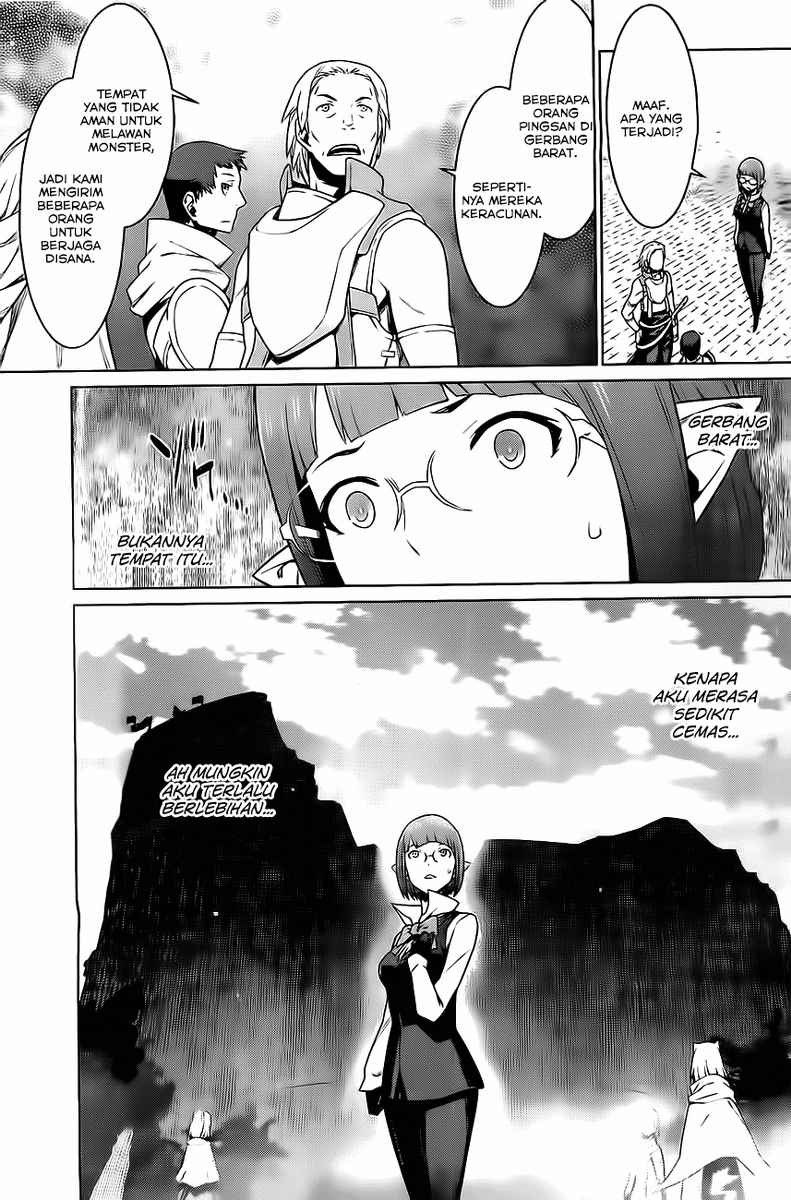 MAAF.
APA YANG
TERJADI?
BEBERAPA
ORANG
PINGSAN DI
GERBANG
BARAT.
SEPERTI-
NYA MEREKA
KERACUNAN.
TEMPAT
YANG TIDAK
AMAN UNTUK
MELAWAN
MONSTER,
JADI KAMI
MENGIRIM
BEBERAPA
ORANG
UNTUK
BERJAGA
DISANA.
GERBANG
BARAT...
BUKANNYA
TEMPAT ITU...
KENAPA
AKU MERASA
SEDIKIT
CEMAS...
AH MUNGKIN
AKU TERLALU
BERLEBIHAN...